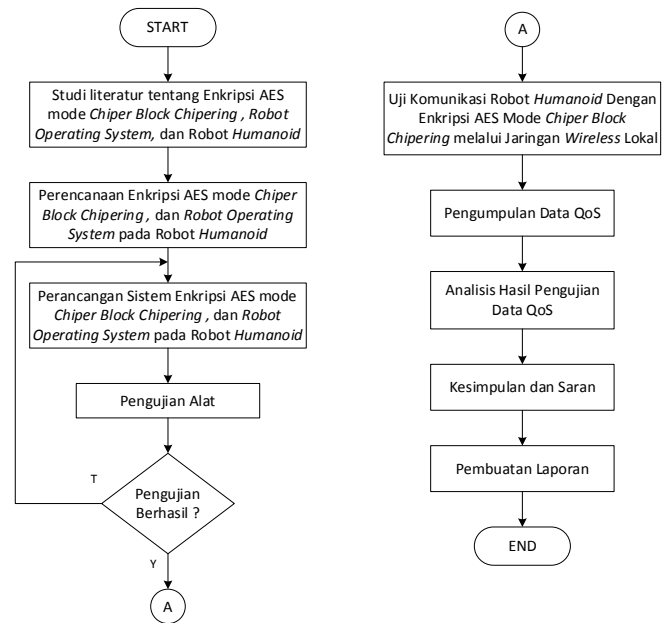 START
Studi literatur tentang Enkripsi AES
mode Chiper Block Chipering , Robot
Operating System, dan Robot Humanoid
Perencanaan Enkripsi AES mode Chiper
Block Chipering , dan Robot Operating
System pada Robot Humanoid
Perancangan Sistem Enkripsi AES mode
Chiper Block Chipering , dan Robot
Operating System pada Robot Humanoid
Pengujian Alat
T
Pengujian
Berhasil ?
Y
A
A
Uji Komunikasi Robot Humanoid Dengan
Enkripsi AES Mode Chiper Block
Chipering melalui Jaringan Wireless Lokal
Pengumpulan Data QoS
Analisis Hasil Pengujian
Data QoS
Kesimpulan dan Saran
Pembuatan Laporan
END